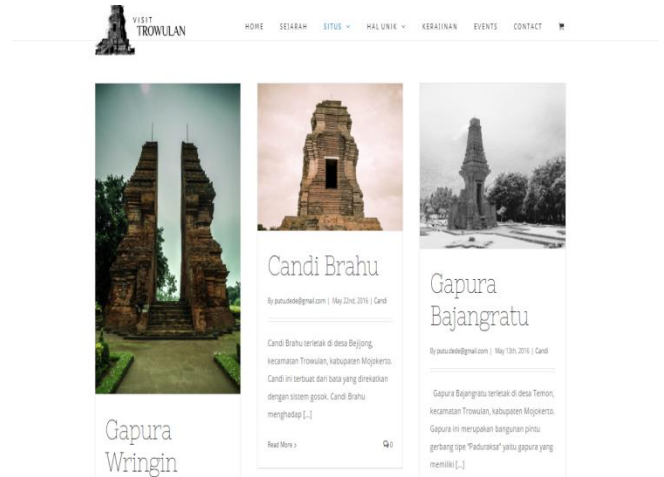 VISIT
TROWULAN
HOME SEJARAH SITUS HAL UNIK KERAJINAN EVENTS CONTACT
Gapura
Wringin
Candi Brahu
By putu.dede@gmail.com | May 22nd, 2016 | Candi
Candi Brahu terletak di desa Bejijong,
kecamatan Trowulan, kabupaten Mojokerto.
Candi ini terbuat dari bata yang direkatkan
dengan sistem gosok. Candi Brahu
menghadap [...]
Read More > 0
Gapura
Bajangratu
By putu.dede@gmail.com | May 13th, 2016 | Candi
Gapura Bajangratu terletak di desa Temon,
kecamatan Trowulan, kabupaten Mojokerto.
Gapura ini merupakan bangunan pintu
gerbang tipe "Paduraksa" yaitu gapura yang
memiliki [...]